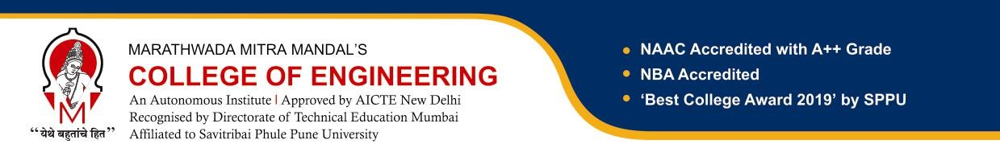 MARATHWADA MITRA MANDAL'S
COLLEGE OF ENGINEERING
An Autonomous Institute | Approved by AICTE New Delhi
Recognised by Directorate of Technical Education Mumbai
Affiliated to Savitribai Phule Pune University
M
“येथे बहुतांचे हित”
• NAAC Accredited with A++ Grade
• NBA Accredited
• ‘Best College Award 2019’ by SPPU